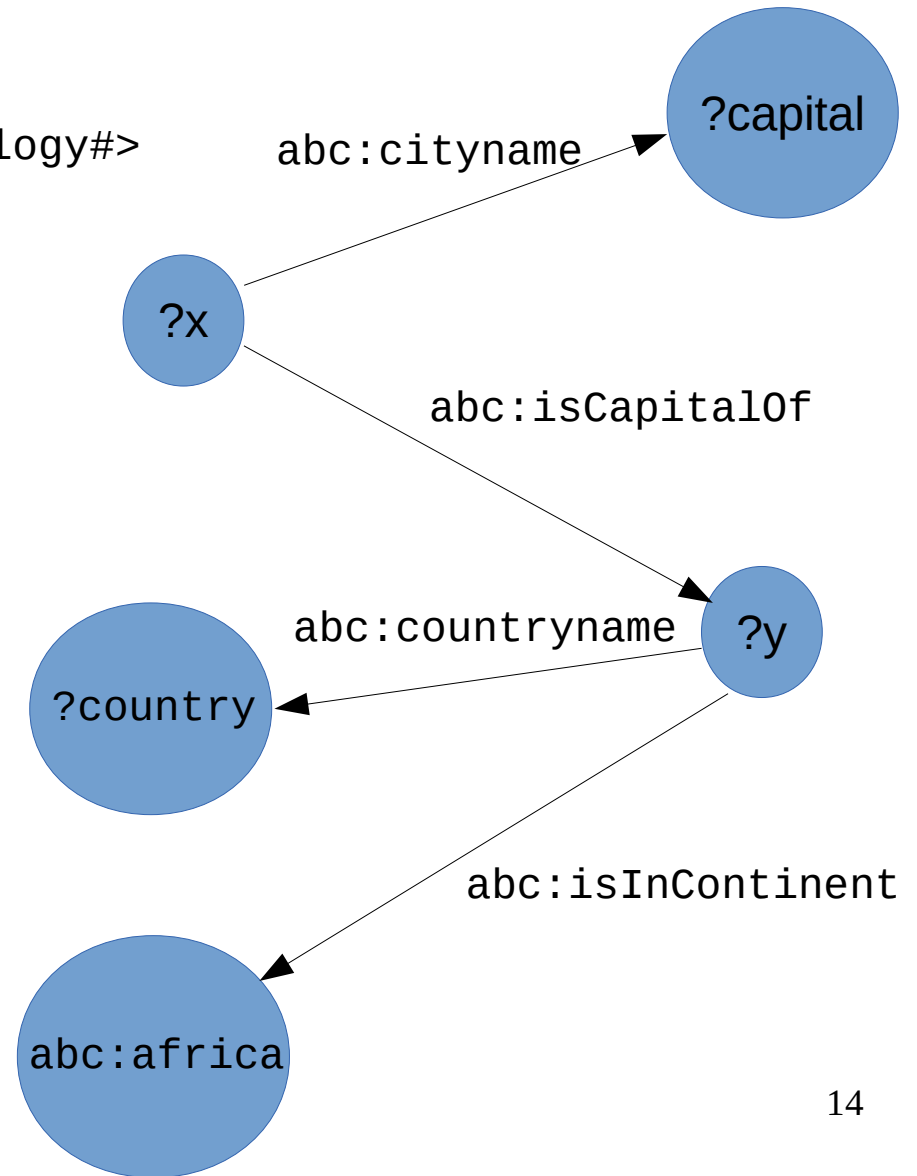 ?capital
logy#>
abc:cityname
?x
abc:isCapitalOf
abc:countryname
?y
?country
abc:isInContinent
abc:africa
14